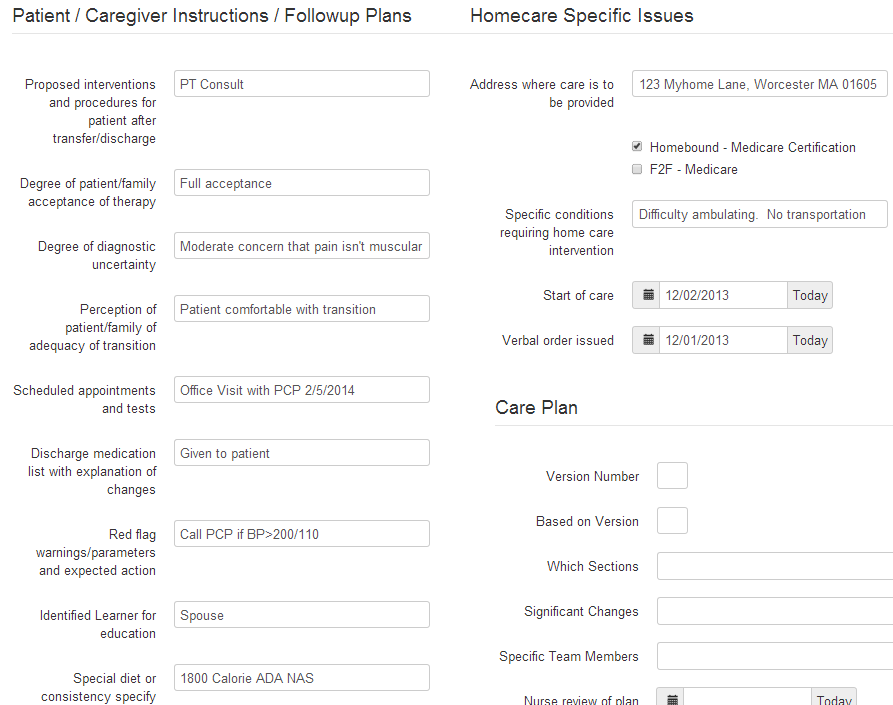 Patient / Caregiver Instructions / Followup Plans
Proposed interventions
and procedures for
patient after
transfer/discharge
PT Consult
Degree of patient/family
acceptance of therapy
Full acceptance
Degree of diagnostic
uncertainty
Moderate concern that pain isn't muscular
Perception of
patient/family of
adequacy of transition
Patient comfortable with transition
Scheduled appointments
and tests
Office Visit with PCP 2/5/2014
Discharge medication
list with explanation of
changes
Given to patient
Red flag
warnings/parameters
and expected action
Call PCP if BP>200/110
Identified Learner for
education
Spouse
Special diet or
consistency specify
1800 Calorie ADA NAS
Homecare Specific Issues
Address where care is to
be provided
123 Myhome Lane, Worcester MA 01605
Homebound - Medicare Certification
F2F - Medicare
Specific conditions
requiring home care
intervention
Difficulty ambulating.  No transportation
Start of care
12/02/2013 Today
Verbal order issued
12/01/2013 Today
Care Plan
Version Number
Based on Version
Which Sections
Significant Changes
Specific Team Members
Nurse review of plan
Today